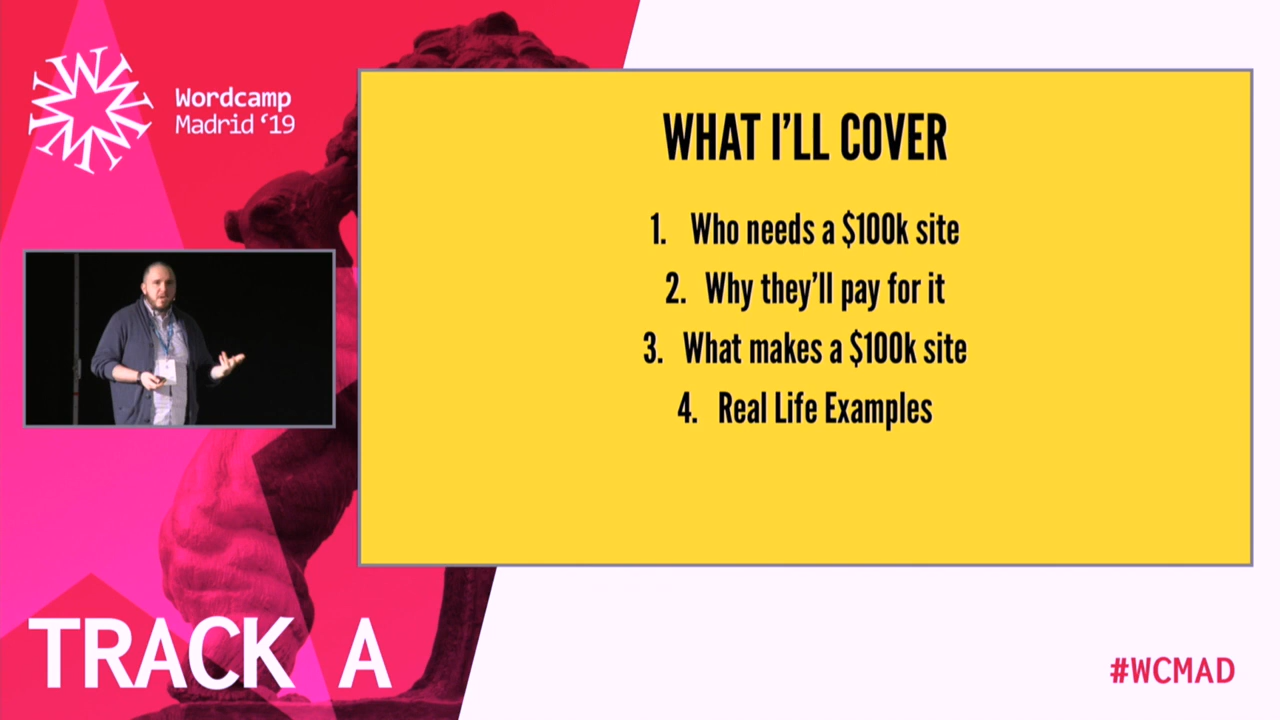 Wordcamp
Madrid ‘19
WHAT I’LL COVER
1. Who needs a $100k site
2. Why they’ll pay for it
3. What makes a $100k site
4. Real Life Examples
TRACK A
#WCMAD